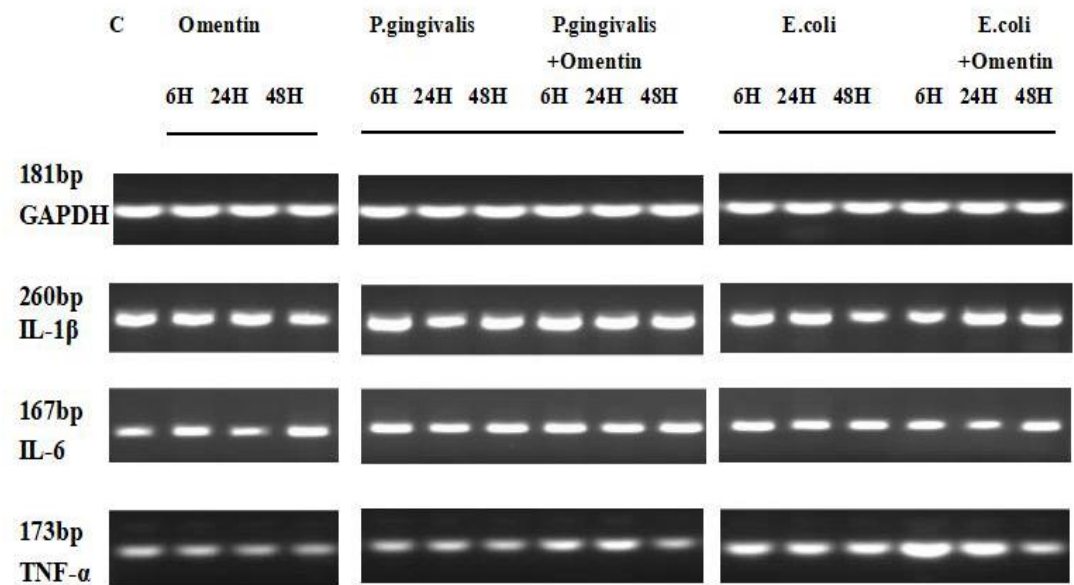 C Omentin P.gingivalis P.gingivalis E.coli E.coli
+Omentin +Omentin
6H 24H 48H 6H 24H 48H 6H 24H 48H 6H 24H 48H 6H 24H 48H
181bp
GAPDH
260bp
IL-1β
167bp
IL-6
173bp
TNF-α